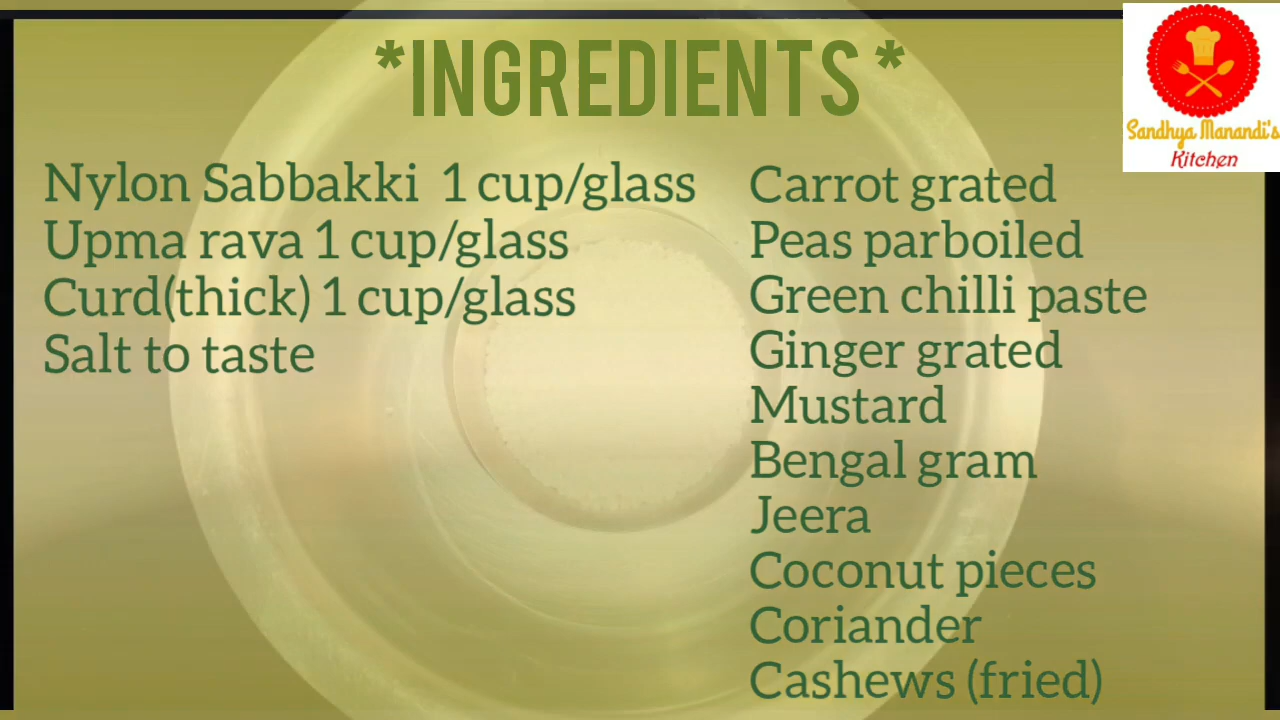 *INGREDIENTS*
Nylon Sabbakki 1 cup/glass
Upma rava 1 cup/glass
Curd(thick) 1 cup/glass
Salt to taste
Carrot grated
Peas parboiled
Green chilli paste
Ginger grated
Mustard
Bengal gram
Jeera
Coconut pieces
Coriander
Cashews (fried)
Sandhya Manandi's
Kitchen